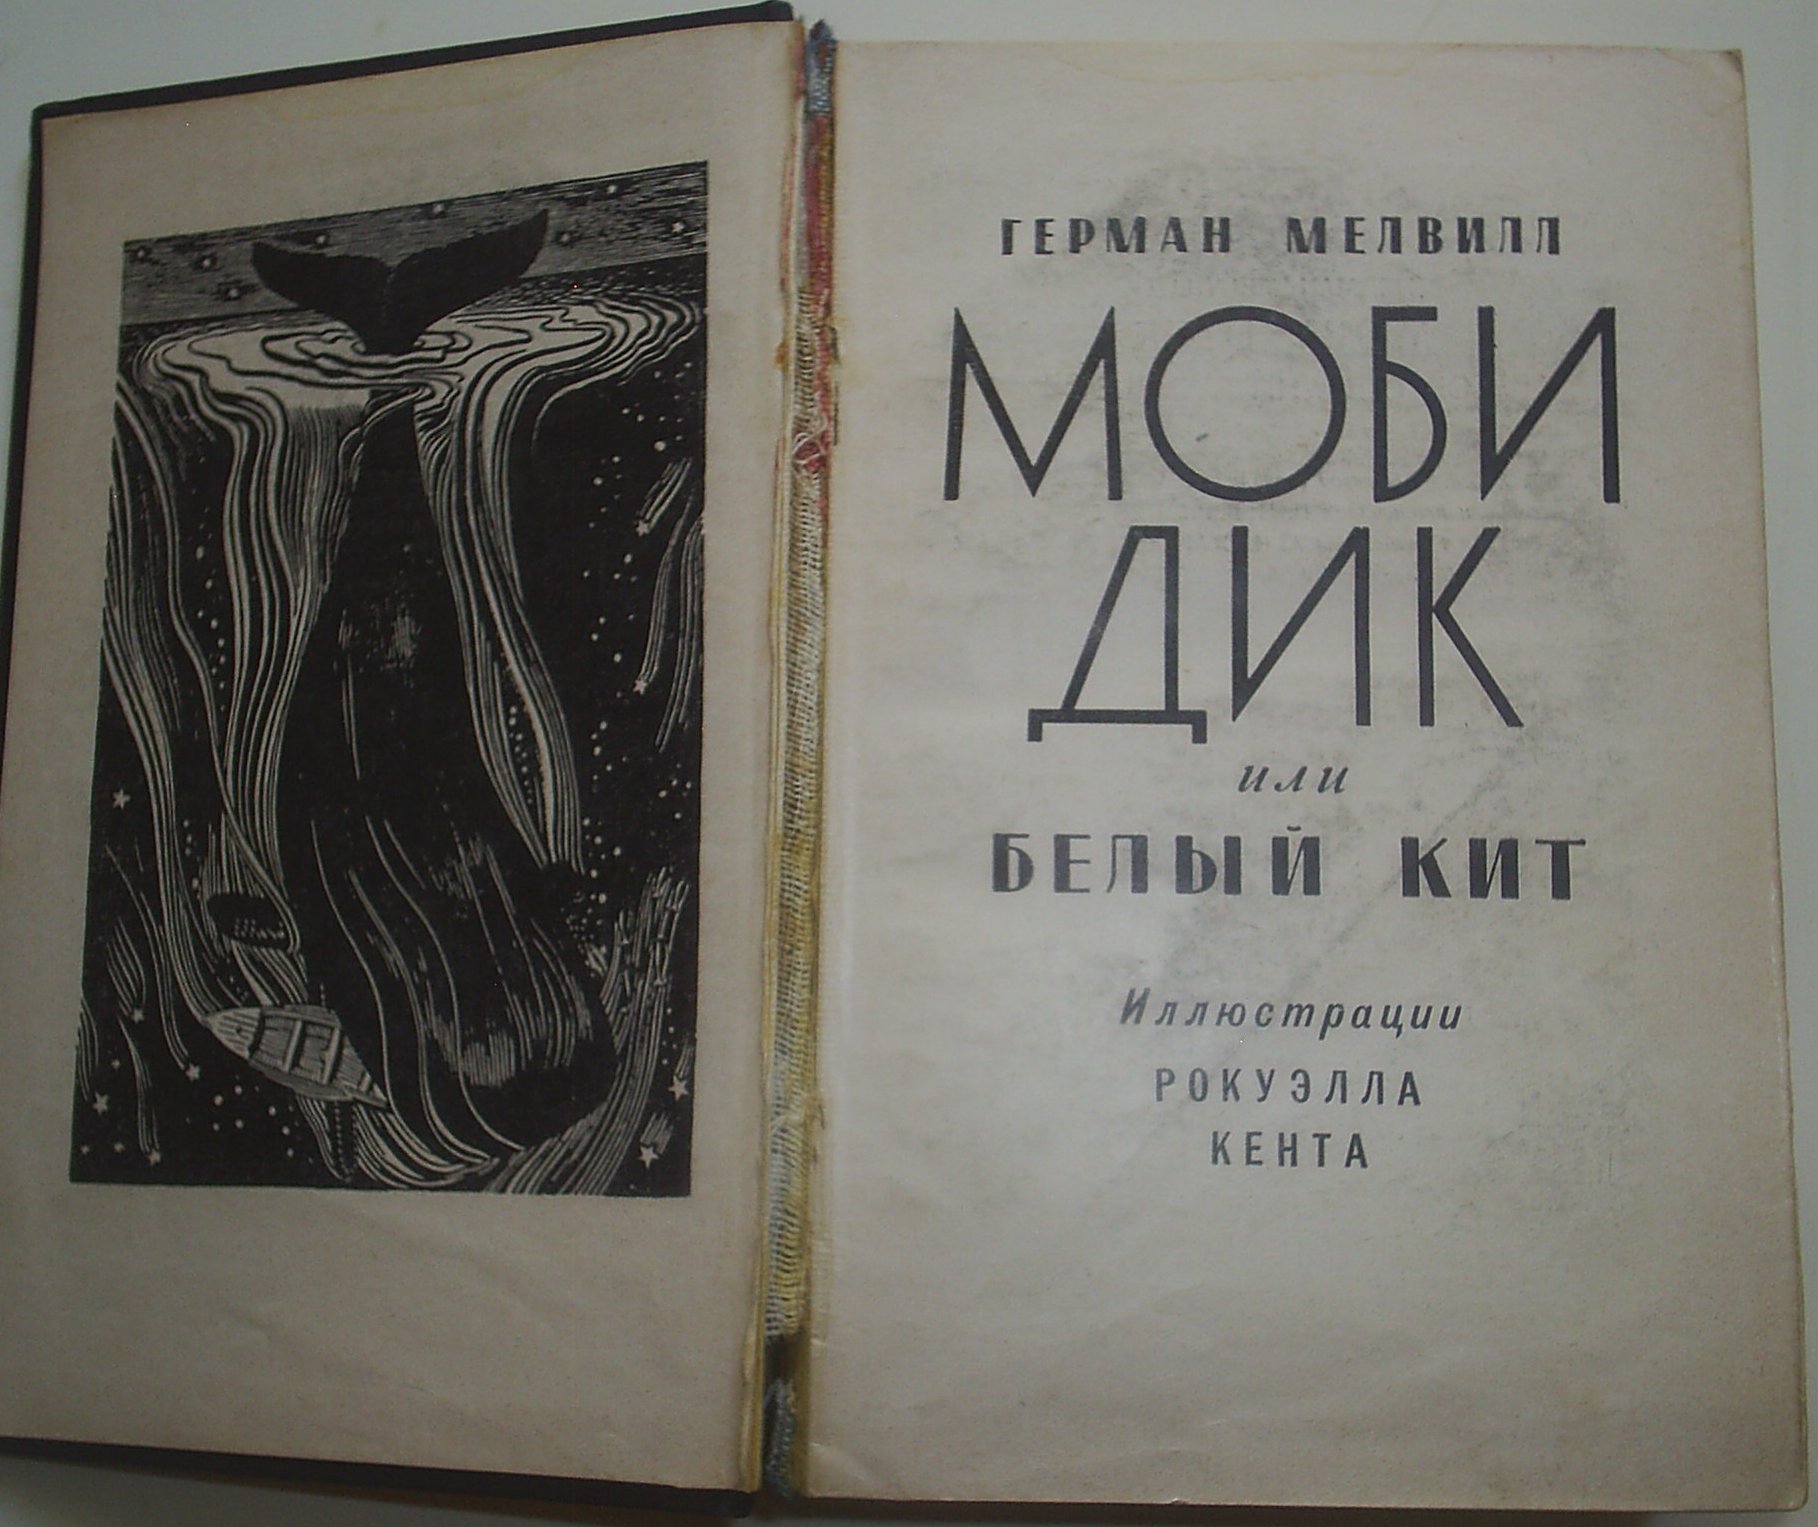 ГЕРМАН МЕЛВИЛЛ
МОБИ
ДИК
или
БЕЛЫЙ КИТ
Иллюстрации
РОКУЭЛЛА
КЕНТА